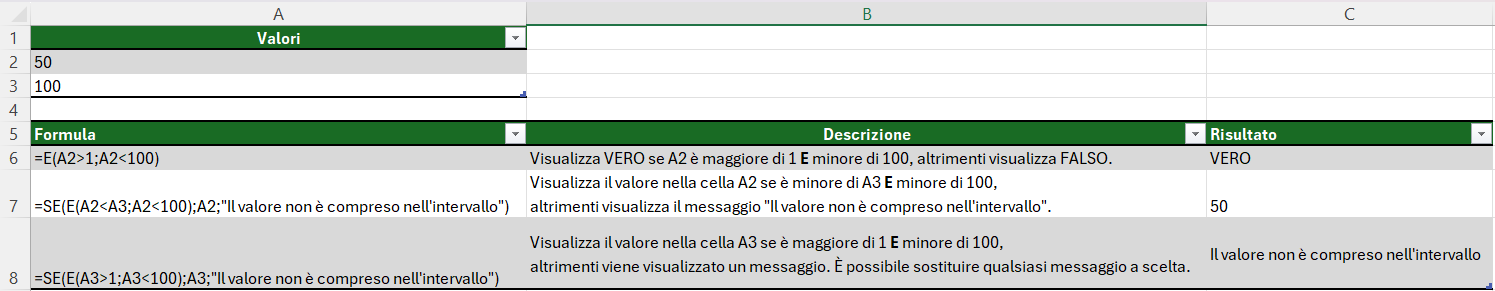 A B C
1 Valori
2 50
3 100
4
5 Formula Descrizione Risultato
6 =E(A2>1;A2<100) Visualizza VERO se A2 è maggiore di 1 E minore di 100, altrimenti visualizza FALSO. VERO
Visualizza il valore nella cella A2 se è minore di A3 E minore di 100,
7 =SE(E(A2<A3;A2<100);A2;"Il valore non è compreso nell'intervallo") altrimenti visualizza il messaggio "Il valore non è compreso nell'intervallo". 50
Visualizza il valore nella cella A3 se è maggiore di 1 E minore di 100,
altrimenti viene visualizzato un messaggio. È possibile sostituire qualsiasi messaggio a scelta. Il valore non è compreso nell'intervallo
8 =SE(E(A3>1;A3<100);A3;"Il valore non è compreso nell'intervallo")